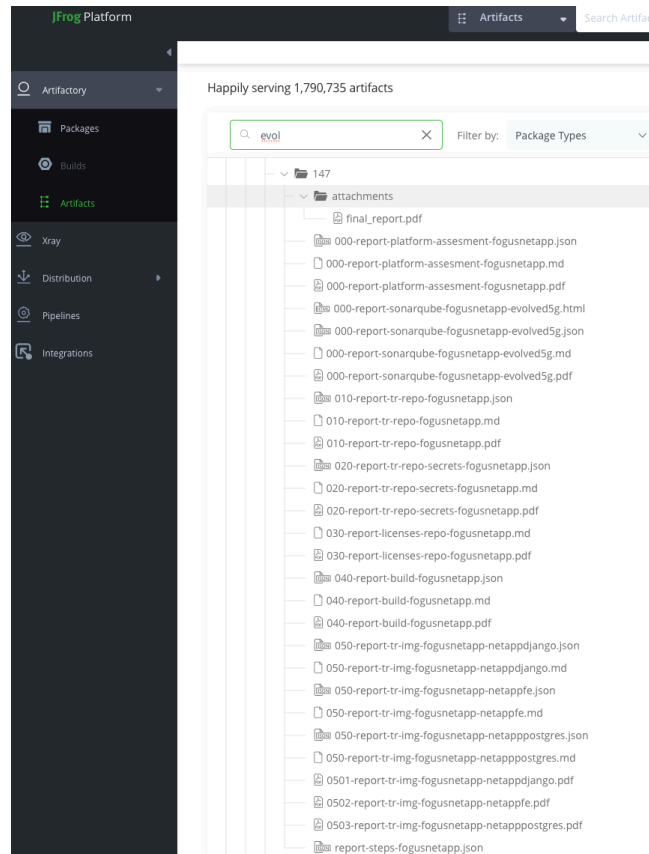 JFrog Platform
Artifacts
Search Artifac
Artifactory
Packages
Builds
Artifacts
Xray
Distribution
Pipelines
Integrations
Happily serving 1,790,735 artifacts
evol
Filter by: Package Types
147
attachments
final_report.pdf
000-report-platform-assesment-fogusnetapp.json
000-report-platform-assesment-fogusnetapp.md
000-report-platform-assesment-fogusnetapp.pdf
000-report-sonarqube-fogusnetapp-evolved5g.html
000-report-sonarqube-fogusnetapp-evolved5g.json
000-report-sonarqube-fogusnetapp-evolved5g.md
000-report-sonarqube-fogusnetapp-evolved5g.pdf
010-report-tr-repo-fogusnetapp.json
010-report-tr-repo-fogusnetapp.md
010-report-tr-repo-fogusnetapp.pdf
020-report-tr-repo-secrets-fogusnetapp.json
020-report-tr-repo-secrets-fogusnetapp.md
020-report-tr-repo-secrets-fogusnetapp.pdf
030-report-licenses-repo-fogusnetapp.md
030-report-licenses-repo-fogusnetapp.pdf
040-report-build-fogusnetapp.json
040-report-build-fogusnetapp.md
040-report-build-fogusnetapp.pdf
050-report-tr-img-fogusnetapp-netappdjango.json
050-report-tr-img-fogusnetapp-netappdjango.md
050-report-tr-img-fogusnetapp-netappfe.json
050-report-tr-img-fogusnetapp-netappfe.md
050-report-tr-img-fogusnetapp-netapppostgres.json
050-report-tr-img-fogusnetapp-netapppostgres.md
0501-report-tr-img-fogusnetapp-netappdjango.pdf
0502-report-tr-img-fogusnetapp-netappfe.pdf
0503-report-tr-img-fogusnetapp-netapppostgres.pdf
report-steps-fogusnetapp.json